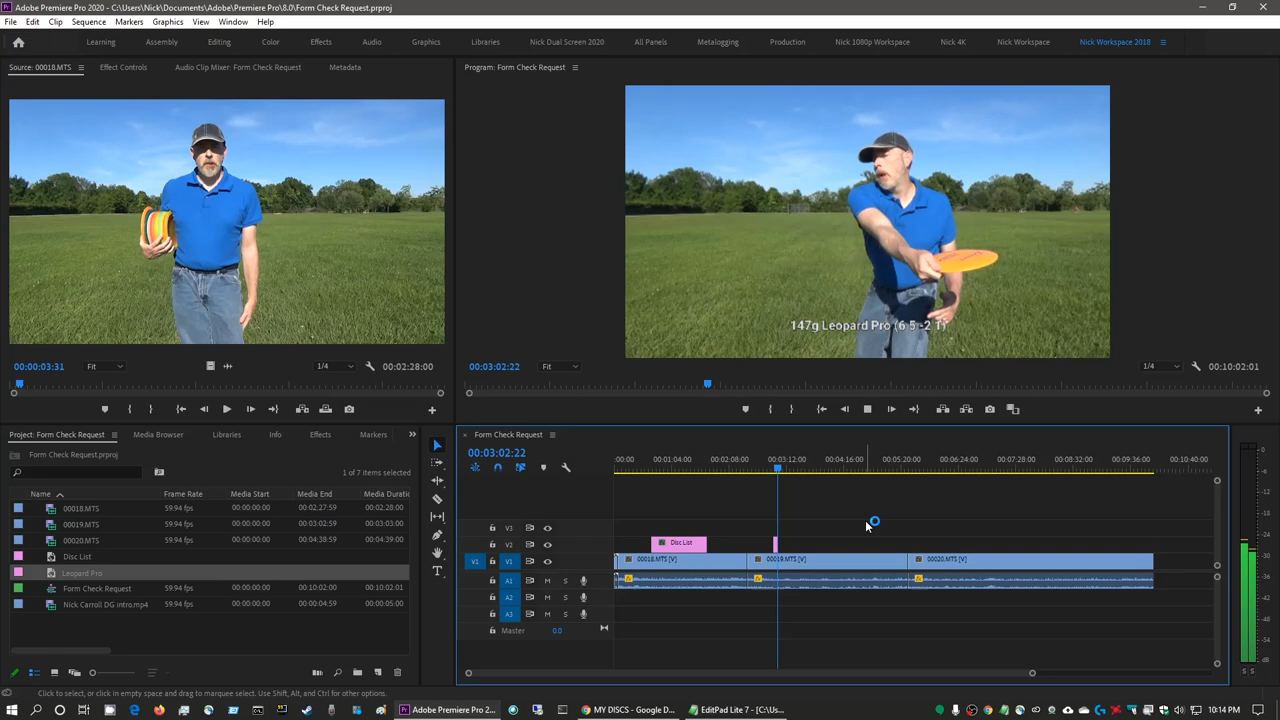 Adobe Premiere Pro 2020 - C:\Users\Nick\Documents\Adobe\Premiere Pro\8.0\Form Check Request.prproj
File Edit Clip Sequence Markers Graphics View Window Help
Learning Assembly Editing Color Effects Audio Graphics Libraries Nick Dual Screen 2020 All Panels Metalogging Production Nick 1080p Workspace Nick 4K Nick Workspace Nick Workspace 2018
Source: 00018.MTS Effect Controls Audio Clip Mixer: Form Check Request Metadata
Program: Form Check Request
147g Leopard Pro (6 5 -2 1)
00:00:03:31 Fit 1/4 00:02:28:00
00:03:02:22 Fit 1/4 00:10:02:01
Project: Form Check Request Media Browser Libraries Info Effects Markers
Form Check Request.prproj
1 of 7 items selected
Name Frame Rate Media Start Media End Media Duratic
00018.MTS 59.94 fps 00:00:00:00 00:02:27:59 00:02:28:00
00019.MTS 59.94 fps 00:00:00:00 00:03:02:59 00:03:03:00
00020.MTS 59.94 fps 00:00:00:00 00:04:38:59 00:04:39:00
Disc List
Leopard Pro
Form Check Request 59.94 fps 00:00:00:00 00:10:02:00 00:10:02:01
Nick Carroll DG intro.mp4 59.94 fps 00:00:00:00 00:00:04:59 00:00:05:00
Form Check Request
00:03:02:22
:00:00 00:01:04:00 00:02:08:00 00:03:12:00 00:04:16:00 00:05:20:00 00:06:24:00 00:07:28:00 00:08:32:00 00:09:36:00 00:10:40:00
V3
V2 Disc List
V1 V1 00018.MTS [V] 00019.MTS [V] 00020.MTS [V]
A1 M S
A2 M S
A3 M S
Master 0.0
0
-12
-18
-24
-30
-36
-42
-48
-54
dB
S S
Click to select, or click in empty space and drag to marquee select. Use Shift, Alt, and Ctrl for other options.
Adobe Premiere Pro 2... MY DISCS - Google D... EditPad Lite 7 - [C:\Us... 10:14 PM